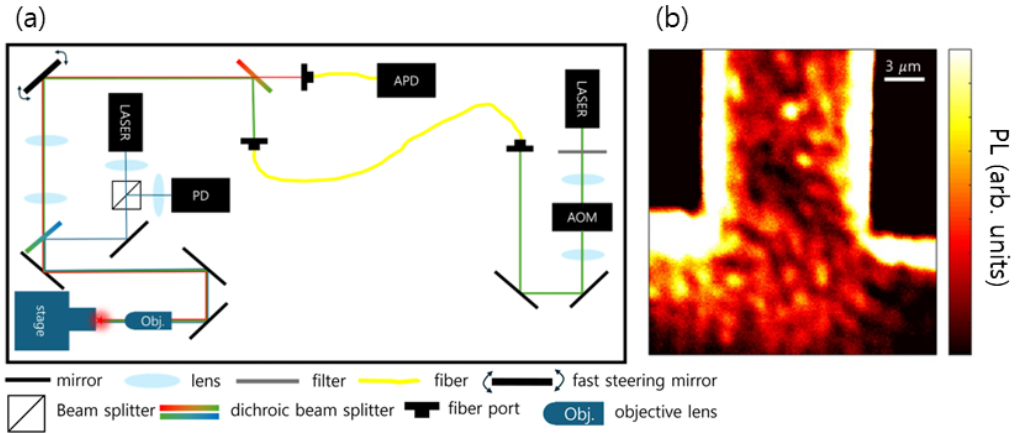 (a)
(b)
LASER
APD
LASER
PD
AOM
stage
Obj.
3 μm
PL (arb. units)
mirror lens filter fiber fast steering mirror
Beam splitter dichroic beam splitter fiber port Obj. objective lens